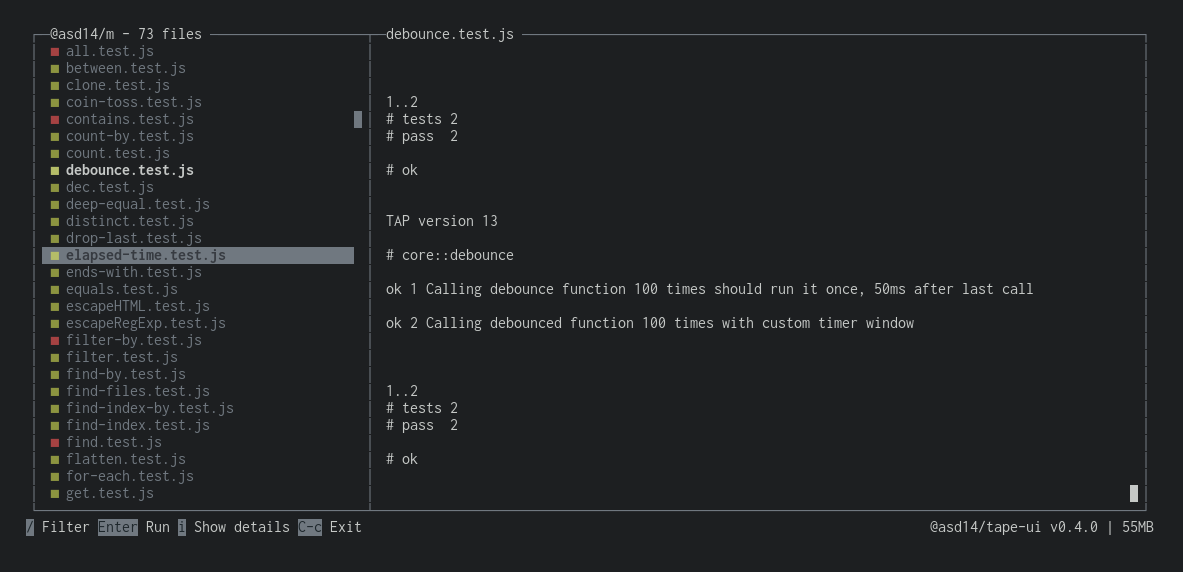 @asd14/m - 73 files
all.test.js
between.test.js
clone.test.js
coin-toss.test.js
contains.test.js
count-by.test.js
count.test.js
debounce.test.js
dec.test.js
deep-equal.test.js
distinct.test.js
drop-last.test.js
elapsed-time.test.js
ends-with.test.js
equals.test.js
escapeHTML.test.js
escapeRegExp.test.js
filter-by.test.js
filter.test.js
find-by.test.js
find-files.test.js
find-index-by.test.js
find-index.test.js
find.test.js
flatten.test.js
for-each.test.js
get.test.js
debounce.test.js
1..2
# tests 2
# pass  2
# ok
TAP version 13
# core::debounce
ok 1 Calling debounce function 100 times should run it once, 50ms after last call
ok 2 Calling debounced function 100 times with custom timer window
1..2
# tests 2
# pass  2
# ok
/ Filter Enter Run i Show details C-c Exit
@asd14/tape-ui v0.4.0 | 55MB